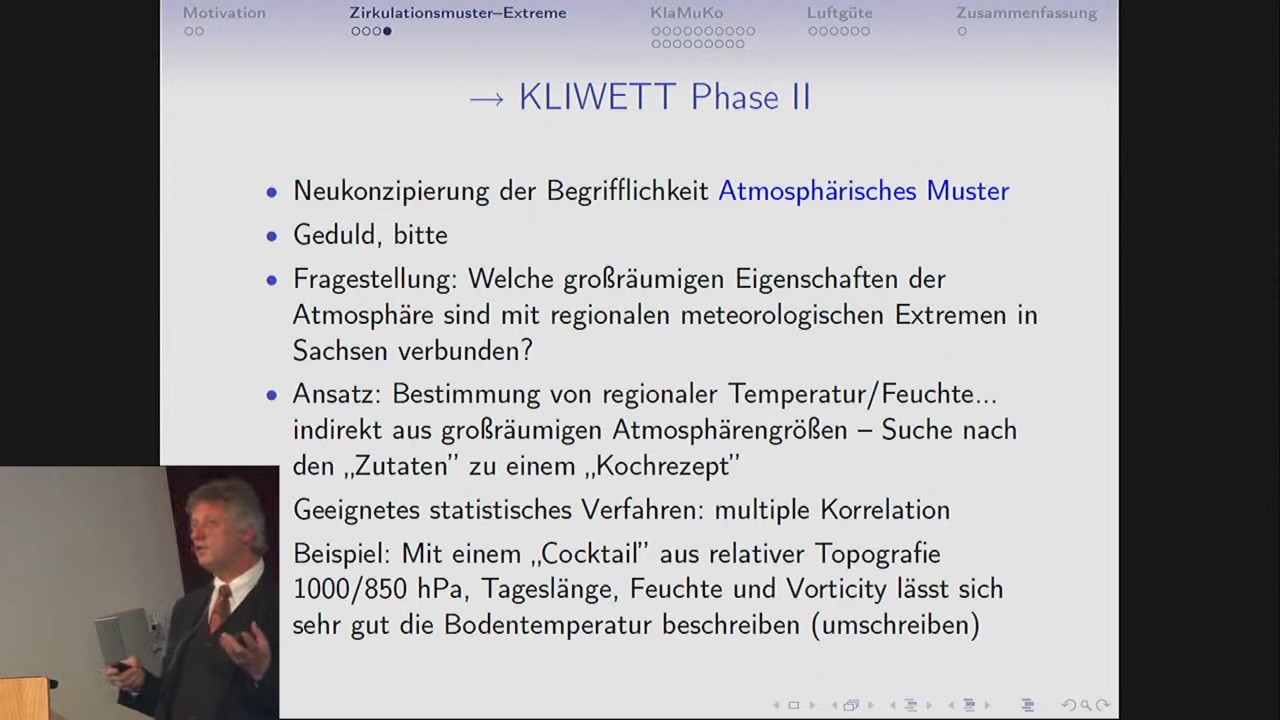 Motivation Zirkulationsmuster–Extreme KlaMuKo Luftgüte Zusammenfassung
→ KLIWETT Phase II
• Neukonzipierung der Begrifflichkeit Atmosphärisches Muster
• Geduld, bitte
• Fragestellung: Welche großräumigen Eigenschaften der
Atmosphäre sind mit regionalen meteorologischen Extremen in
Sachsen verbunden?
• Ansatz: Bestimmung von regionaler Temperatur/Feuchte...
indirekt aus großräumigen Atmosphärengrößen – Suche nach
den „Zutaten” zu einem „Kochrezept”
Geeignetes statistisches Verfahren: multiple Korrelation
Beispiel: Mit einem „Cocktail” aus relativer Topografie
1000/850 hPa, Tageslänge, Feuchte und Vorticity lässt sich
sehr gut die Bodentemperatur beschreiben (umschreiben)